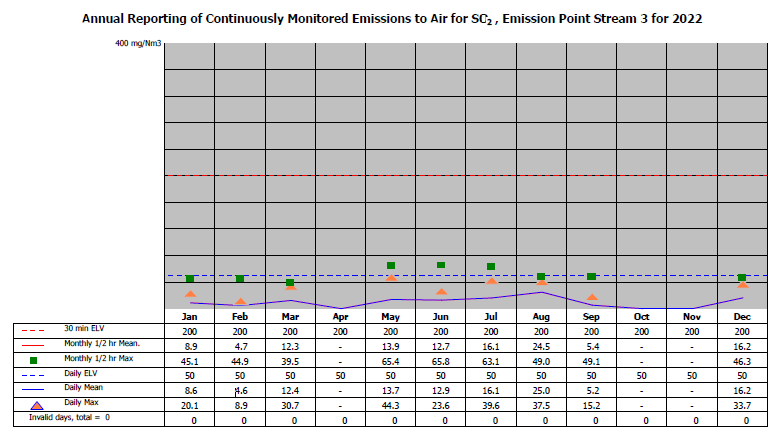 Annual Reporting of Continuously Monitored Emissions to Air for SO2 , Emission Point Stream 3 for 2022
400 mg/Nm3
Jan Feb Mar Apr May Jun Jul Aug Sep Oct Nov Dec
30 min ELV 200 200 200 200 200 200 200 200 200 200 200 200
Monthly 1/2 hr Mean. 8.9 4.7 12.3 - 13.9 12.7 16.1 24.5 5.4 - - 16.2
Monthly 1/2 hr Max 45.1 44.9 39.5 - 65.4 65.8 63.1 49.0 49.1 - - 46.3
Daily ELV 50 50 50 50 50 50 50 50 50 50 50 50
Daily Mean 8.6 4.6 12.4 - 13.7 12.9 16.1 25.0 5.2 - - 16.2
Daily Max 20.1 8.9 30.7 - 44.3 23.6 39.6 37.5 15.2 - - 33.7
Invalid days, total = 0 0 0 0 0 0 0 0 0 0 0 0 0